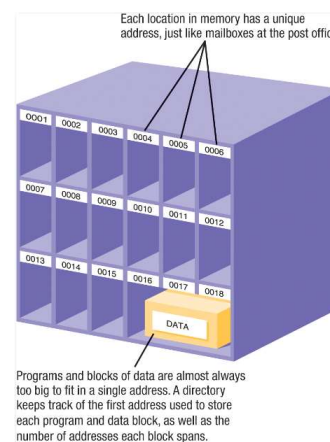 Each location in memory has a unique
address, just like mailboxes at the post offic
0001 0002 0003 0004 0005 0006
0007 0008 0009 0010 0011 0012
0013 0014 0015 0016 0017 0018
DATA
Programs and blocks of data are almost always
too big to fit in a single address. A directory
keeps track of the first address used to store
each program and data block, as well as the
number of addresses each block spans.